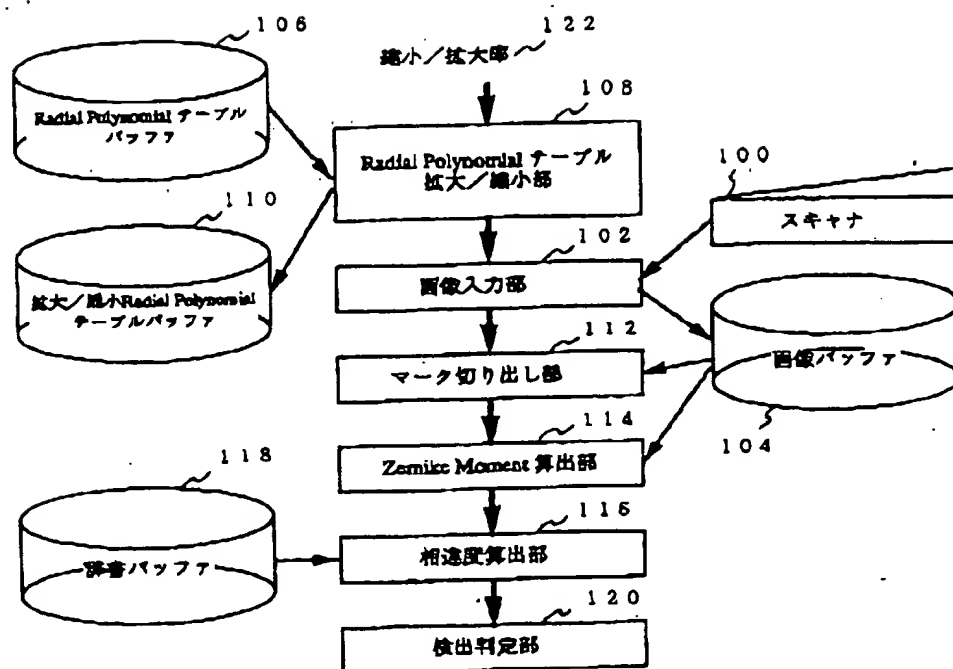 106
Radial Polynomial テーブル
バッファ
縮小/拡大率
122
108
Radial Polynomial テーブル
拡大/縮小部
100
スキャナ
110
拡大/縮小Radial Polynomial
テーブルバッファ
102
画像入力部
112
マーク切り出し部
画像バッファ
104
114
Zernike Moment 算出部
118
辞書バッファ
116
相違度算出部
120
検出判定部